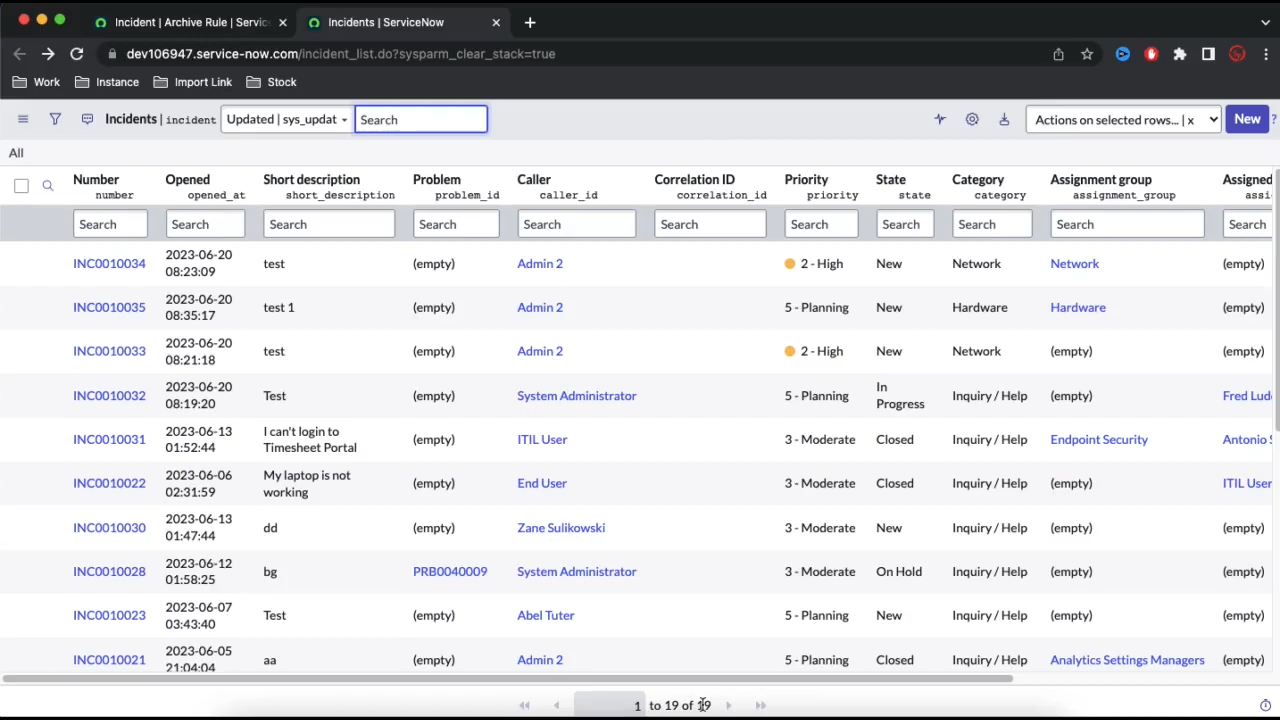 Incident | Archive Rule | Servic
Incidents | ServiceNow
dev106947.service-now.com/incident_list.do?sysparm_clear_stack=true
Work Instance Import Link Stock
Incidents | incident Updated | sys_updat Search Actions on selected rows... | x New ?
All
Number Opened Short description Problem Caller Correlation ID Priority State Category Assignment group Assigned
number opened_at short_description problem_id caller_id correlation_id priority state category assignment_group assi
Search Search Search Search Search Search Search Search Search Search Search
INC0010034 2023-06-20 08:23:09 test (empty) Admin 2 2 - High New Network Network (empty)
INC0010035 2023-06-20 08:35:17 test 1 (empty) Admin 2 5 - Planning New Hardware Hardware (empty)
INC0010033 2023-06-20 08:21:18 test (empty) Admin 2 2 - High New Network (empty) (empty)
INC0010032 2023-06-20 08:19:20 Test (empty) System Administrator 5 - Planning In Progress Inquiry / Help (empty) Fred Lud
INC0010031 2023-06-13 01:52:44 I can't login to Timesheet Portal (empty) ITIL User 3 - Moderate Closed Inquiry / Help Endpoint Security Antonio S
INC0010022 2023-06-06 02:31:59 My laptop is not working (empty) End User 3 - Moderate Closed Inquiry / Help (empty) ITIL User
INC0010030 2023-06-13 01:47:44 dd (empty) Zane Sulikowski 3 - Moderate New Inquiry / Help (empty) (empty)
INC0010028 2023-06-12 01:58:25 bg PRB0040009 System Administrator 3 - Moderate On Hold Inquiry / Help (empty) (empty)
INC0010023 2023-06-07 03:43:40 Test (empty) Abel Tuter 5 - Planning New Inquiry / Help (empty) (empty)
INC0010021 2023-06-05 21:04:04 aa (empty) Admin 2 5 - Planning Closed Inquiry / Help Analytics Settings Managers (empty)
1 to 19 of 19